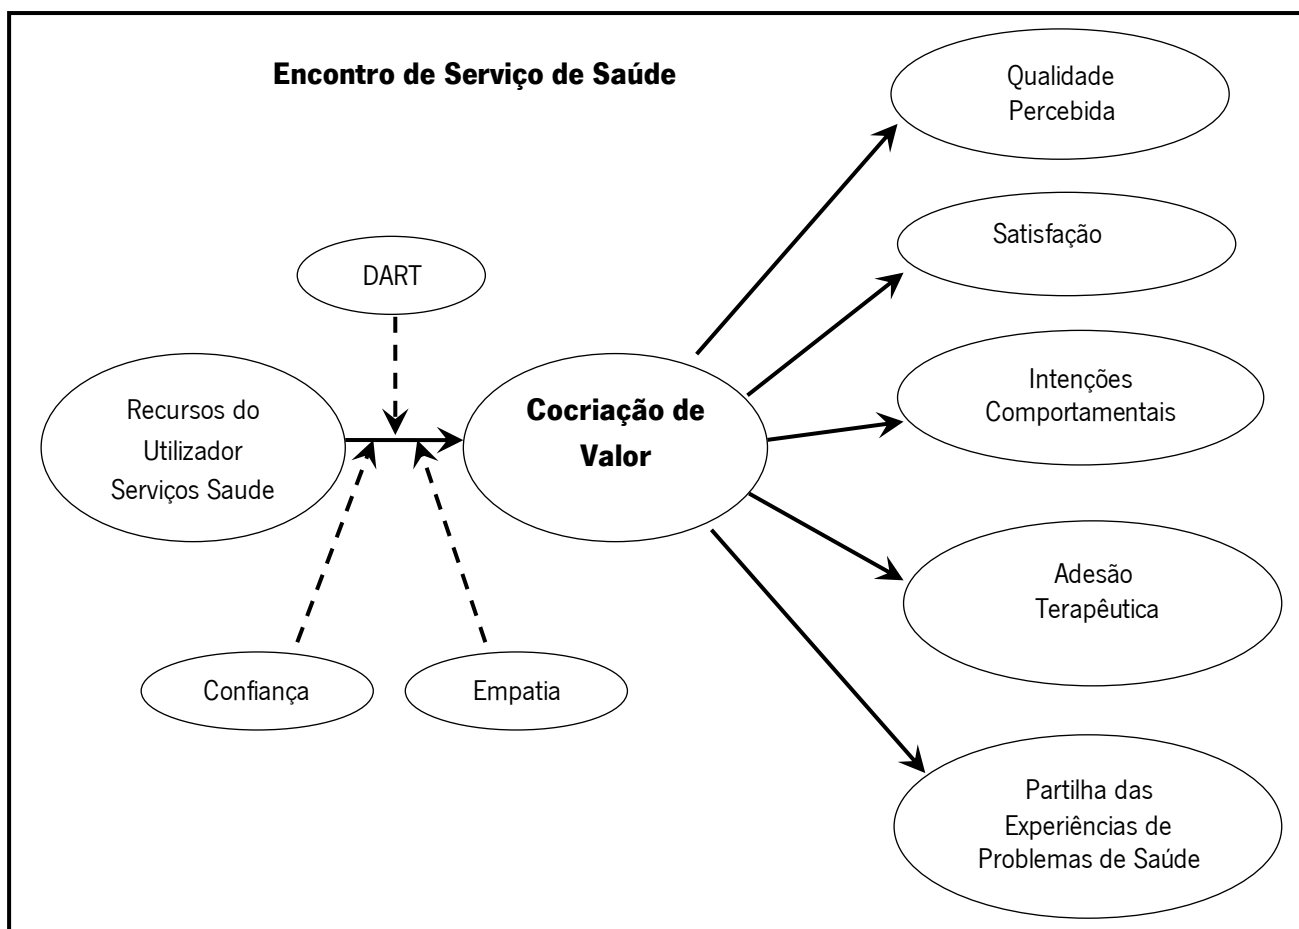 Encontro de Serviço de Saúde
Qualidade
Percebida
Satisfação
DART
Intenções
Comportamentais
Recursos do
Utilizador
Serviços Saude
Cocriação de
Valor
Adesão
Terapêutica
Confiança
Empatia
Partilha das
Experiências de
Problemas de Saúde